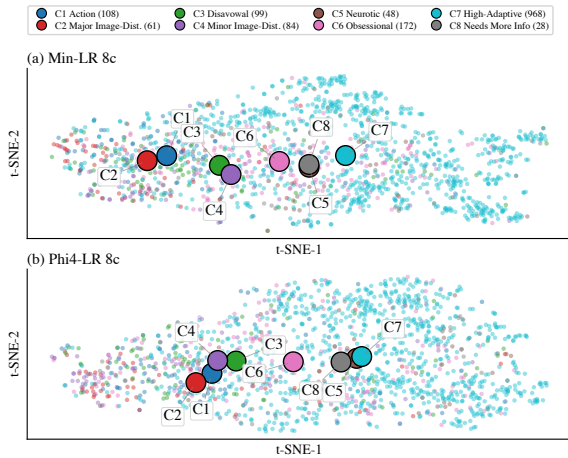 C1 Action (108) C3 Disavowal (99) C5 Neurotic (48) C7 High-Adaptive (968)
C2 Major Image-Dist. (61) C4 Minor Image-Dist. (84) C6 Obsessional (172) C8 Needs More Info (28)
(a) Min-LR 8c
C1
C3
C6
C8
C7
C2
C4
C5
t-SNE-2
t-SNE-1
(b) Phi4-LR 8c
C4
C3
C7
C6
C8
C5
C2
C1
t-SNE-2
t-SNE-1